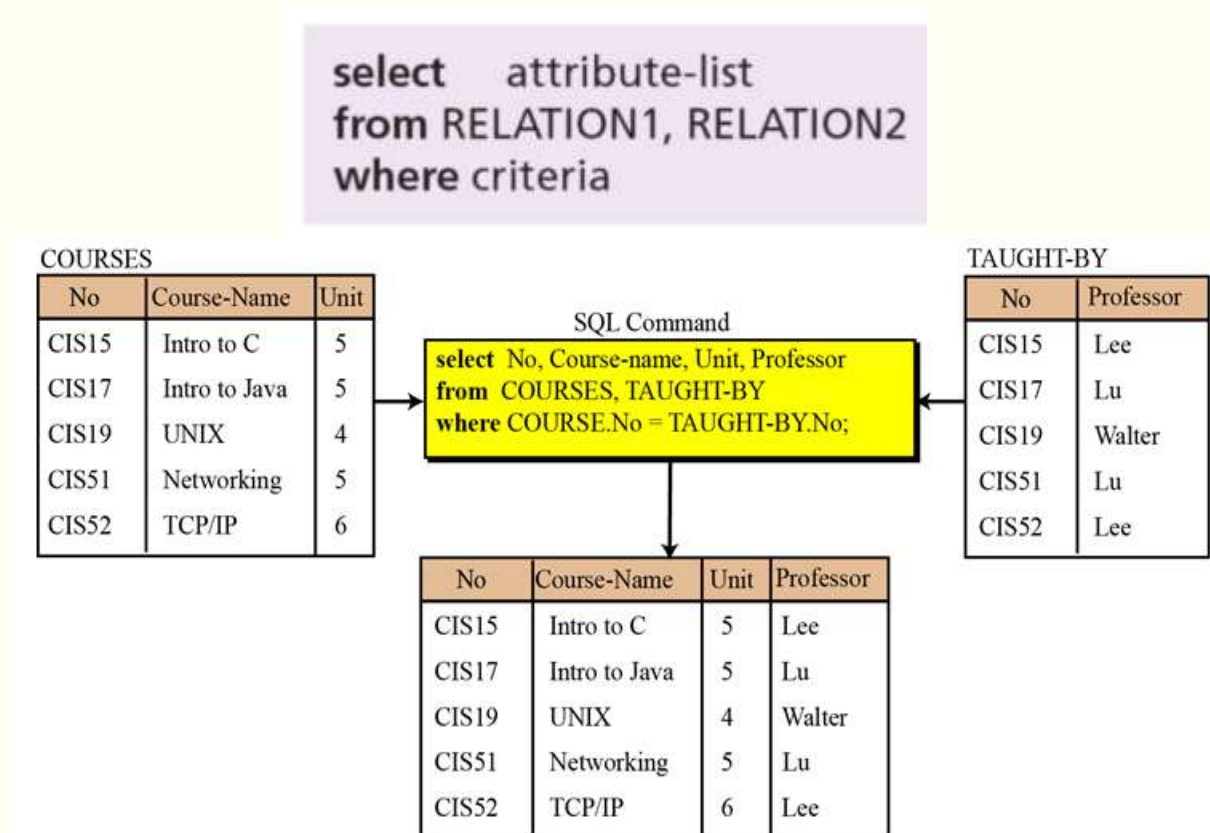 select attribute-list
from RELATION1, RELATION2
where criteria
COURSES
No Course-Name Unit
CIS15 Intro to C 5
CIS17 Intro to Java 5
CIS19 UNIX 4
CIS51 Networking 5
CIS52 TCP/IP 6
SQL Command
select No, Course-name, Unit, Professor
from COURSES, TAUGHT-BY
where COURSE.No = TAUGHT-BY.No;
TAUGHT-BY
No Professor
CIS15 Lee
CIS17 Lu
CIS19 Walter
CIS51 Lu
CIS52 Lee
No Course-Name Unit Professor
CIS15 Intro to C 5 Lee
CIS17 Intro to Java 5 Lu
CIS19 UNIX 4 Walter
CIS51 Networking 5 Lu
CIS52 TCP/IP 6 Lee